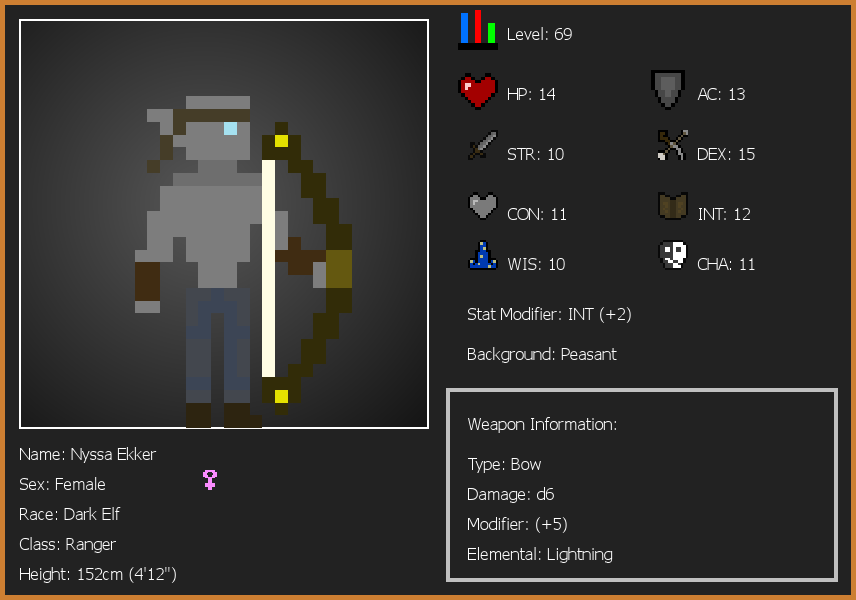 Level: 69
HP: 14
AC: 13
STR: 10
DEX: 15
CON: 11
INT: 12
WIS: 10
CHA: 11
Stat Modifier: INT (+2)
Background: Peasant
Weapon Information:
Type: Bow
Damage: d6
Modifier: (+5)
Elemental: Lightning
Name: Nyssa Ekker
Sex: Female
Race: Dark Elf
Class: Ranger
Height: 152cm (4'12")